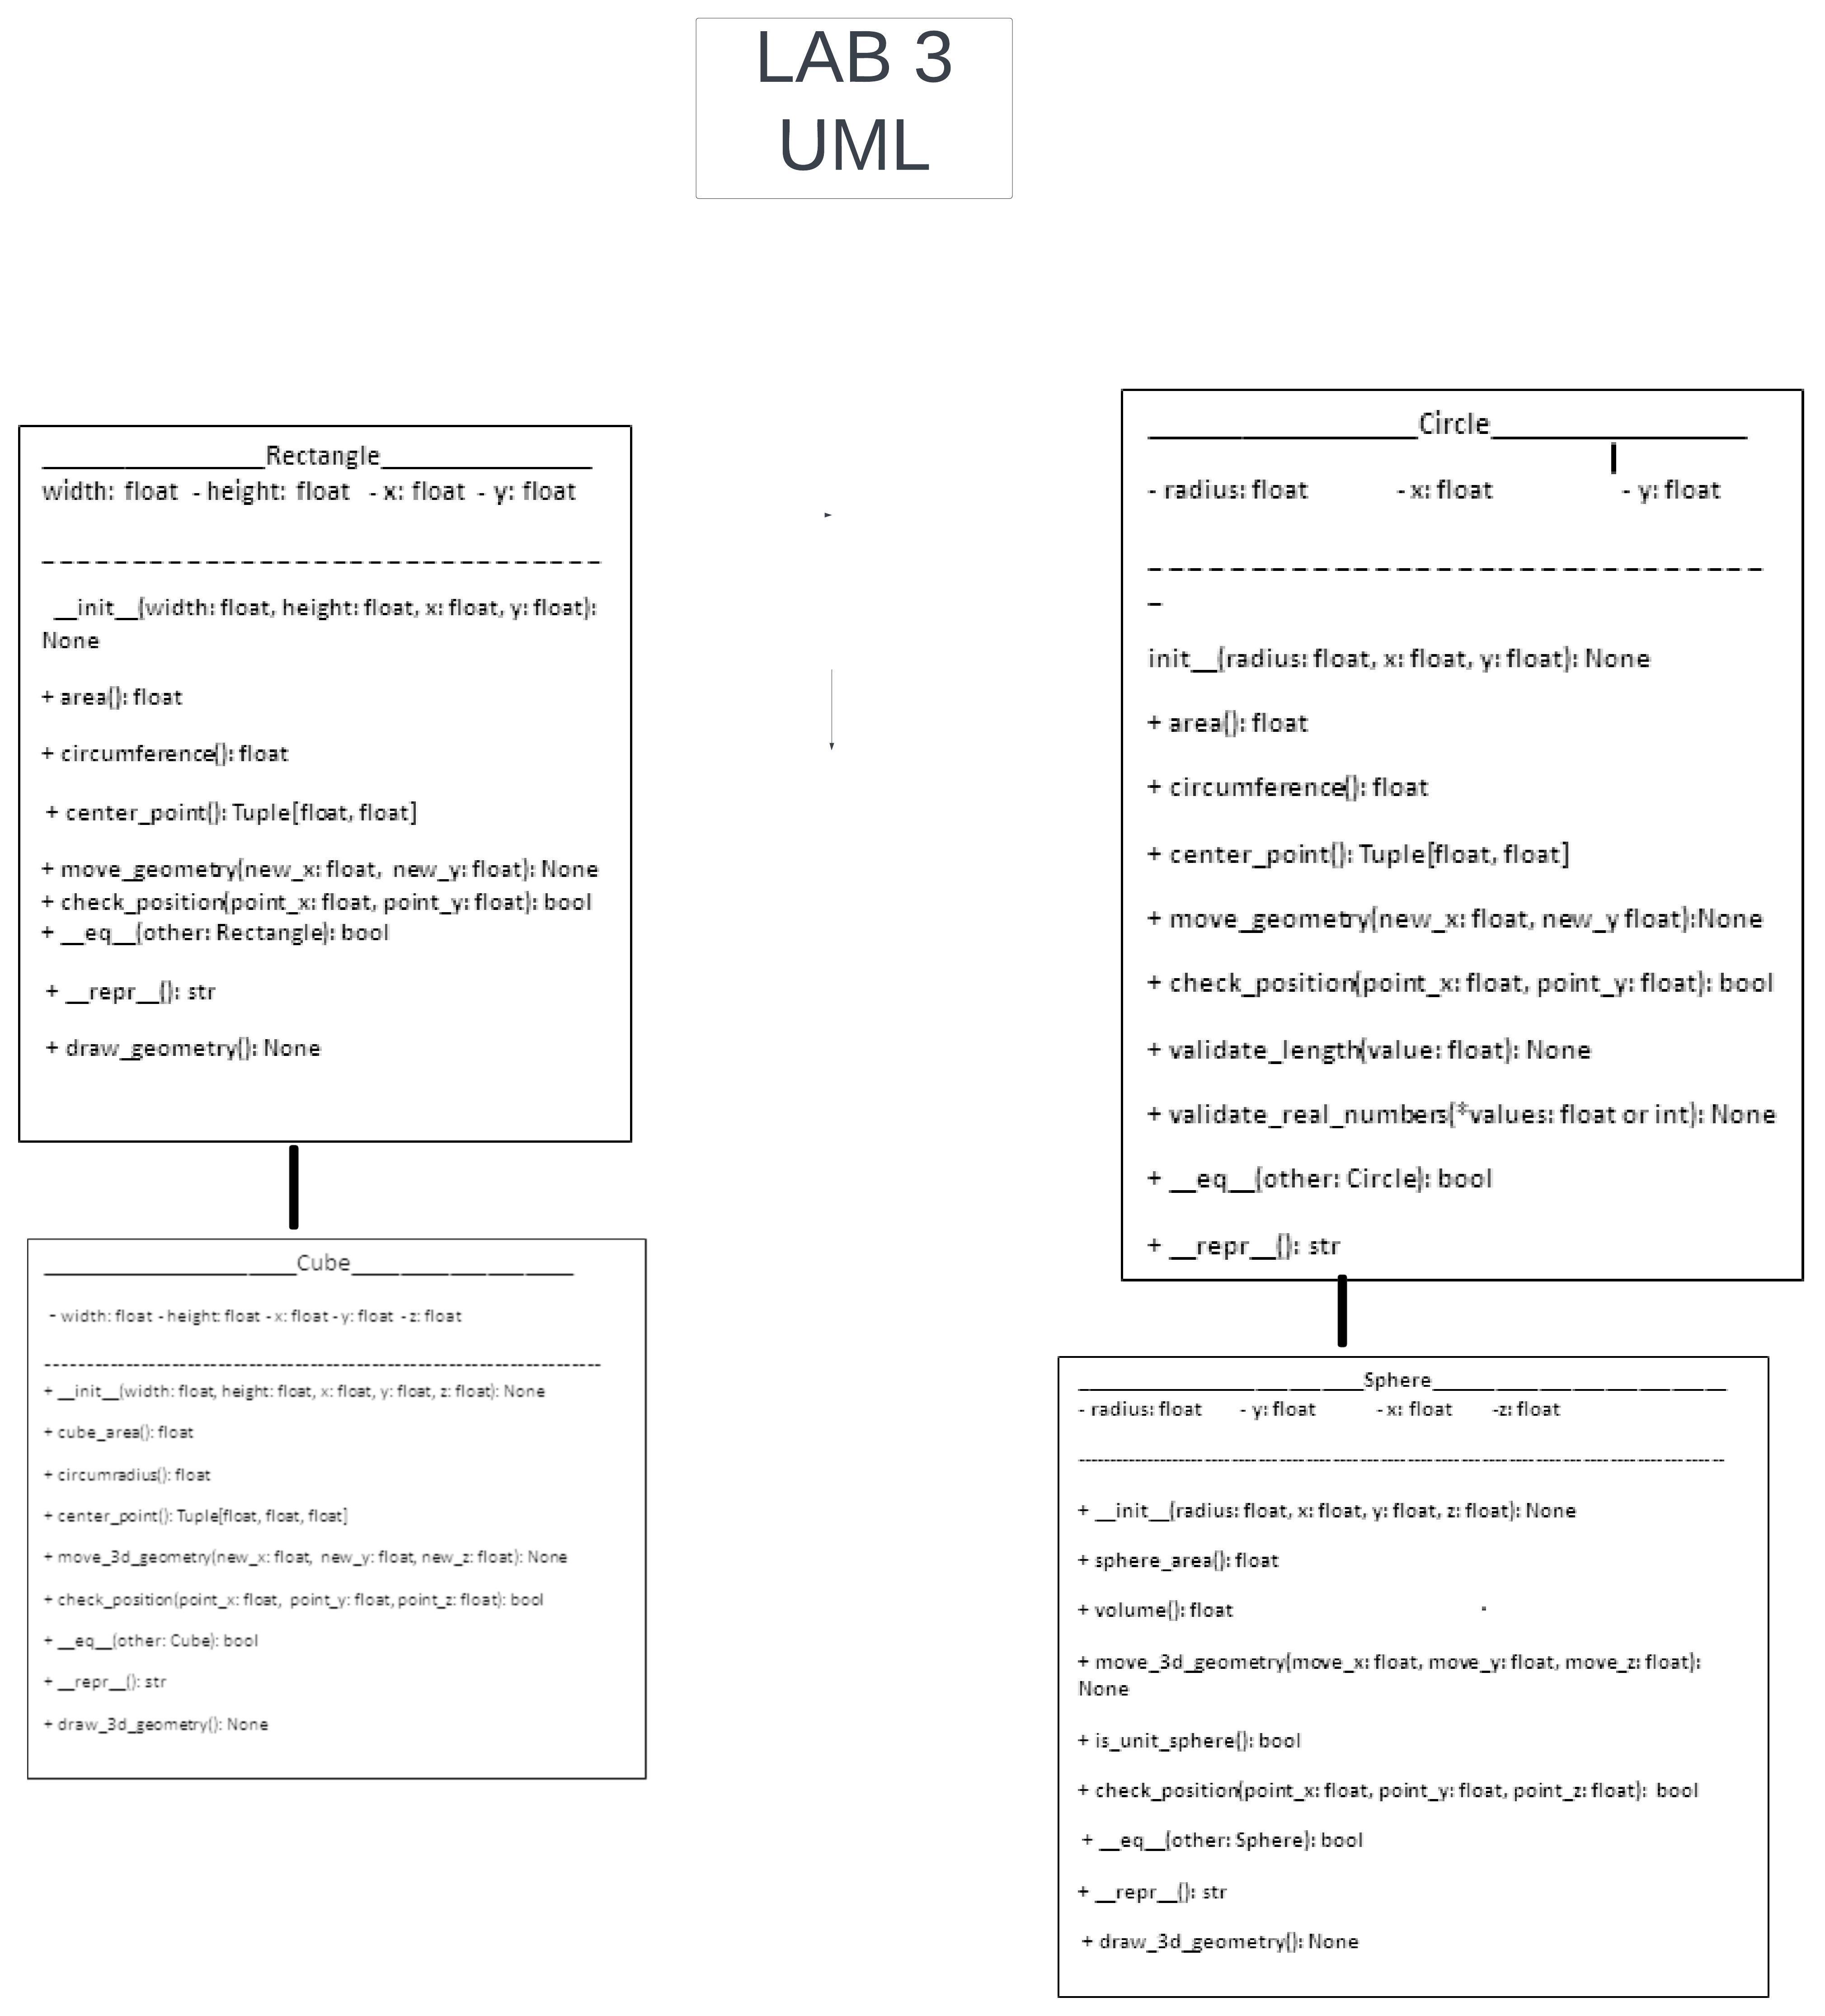 LAB 3
UML
__________________Rectangle_________________
width: float - height: float - x: float - y: float
_ _ _ _ _ _ _ _ _ _ _ _ _ _ _ _ _ _ _ _ _ _ _ _ _ _ _ _ _ _ _
__init__(width: float, height: float, x: float, y: float):
None
+ area(): float
+ circumference(): float
+ center_point(): Tuple[float, float]
+ move_geometry(new_x: float, new_y: float): None
+ check_position(point_x: float, point_y: float): bool
+ __eq__(other: Rectangle): bool
+ __repr__(): str
+ draw_geometry(): None
____________________Cube__________________
- width: float - height: float - x: float - y: float - z: float
-----------------------------------------------------------------------
+ __init__(width: float, height: float, x: float, y: float, z: float): None
+ cube_area(): float
+ circumradius(): float
+ center_point(): Tuple[float, float, float]
+ move_3d_geometry(new_x: float, new_y: float, new_z: float): None
+ check_position(point_x: float, point_y: float, point_z: float): bool
+ __eq__(other: Cube): bool
+ __repr__(): str
+ draw_3d_geometry(): None
___________________Circle__________________
- radius: float - x: float - y: float
_ _ _ _ _ _ _ _ _ _ _ _ _ _ _ _ _ _ _ _ _ _ _ _ _ _ _ _ _ _
_
init__(radius: float, x: float, y: float): None
+ area(): float
+ circumference(): float
+ center_point(): Tuple[float, float]
+ move_geometry(new_x: float, new_y float):None
+ check_position(point_x: float, point_y: float): bool
+ validate_length(value: float): None
+ validate_real_numbers(*values: float or int): None
+ __eq__(other: Circle): bool
+ __repr__(): str
__________________________Sphere___________________________
- radius: float - y: float - x: float -z: float
-----------------------------------------------------------------------------------------------------
+ __init__(radius: float, x: float, y: float, z: float): None
+ sphere_area(): float
+ volume(): float
+ move_3d_geometry(move_x: float, move_y: float, move_z: float):
None
+ is_unit_sphere(): bool
+ check_position(point_x: float, point_y: float, point_z: float): bool
+ __eq__(other: Sphere): bool
+ __repr__(): str
+ draw_3d_geometry(): None